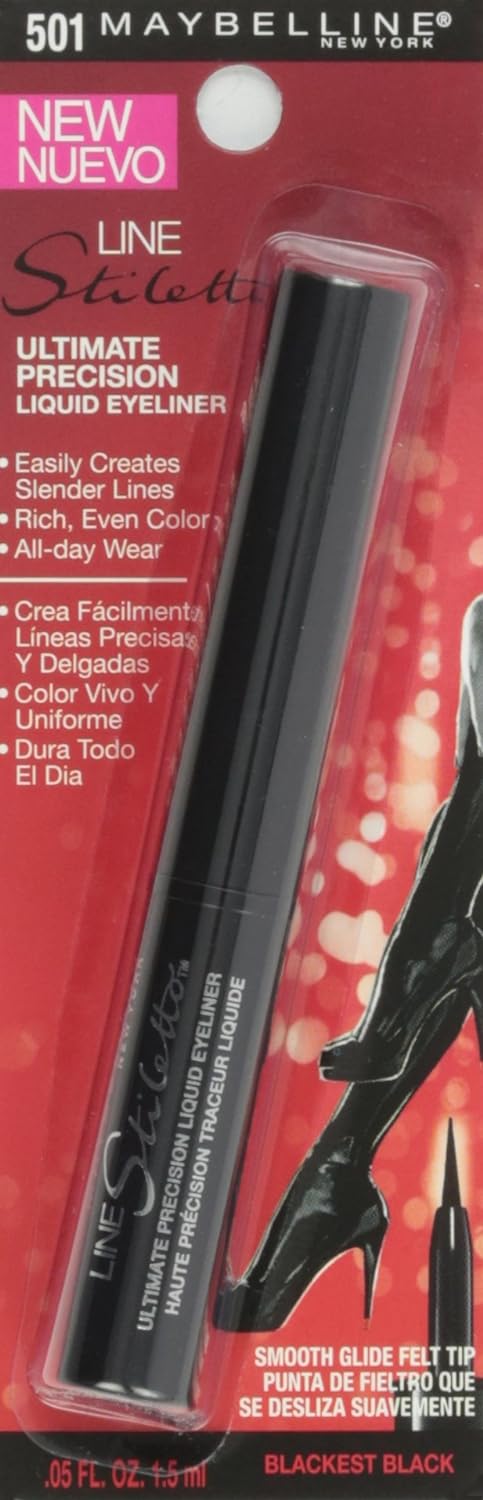 501 MAYBELLINE®
NEW YORK
NEW
NUEVO
LINE
Stiletto
ULTIMATE
PRECISION
LIQUID EYELINER
• Easily Creates
Slender Lines
• Rich, Even Color
• All-day Wear
• Crea Fácilmente
Líneas Precisas
Y Delgadas
• Color Vivo Y
Uniforme
• Dura Todo
El Dia
NEW YORK
LINE Stiletto™
ULTIMATE PRECISION LIQUID EYELINER
HAUTE PRÉCISION TRACEUR LIQUIDE
SMOOTH GLIDE FELT TIP
PUNTA DE FIELTRO QUE
SE DESLIZA SUAVEMENTE
.05 FL. OZ. 1.5 ml
BLACKEST BLACK